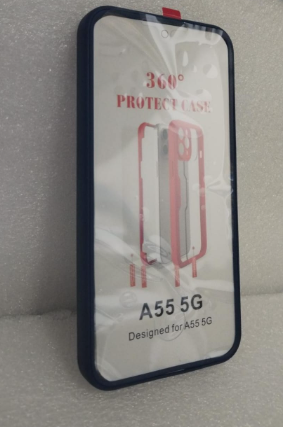 360°
PROTECT CASE
A55 5G
Designed for A55 5G